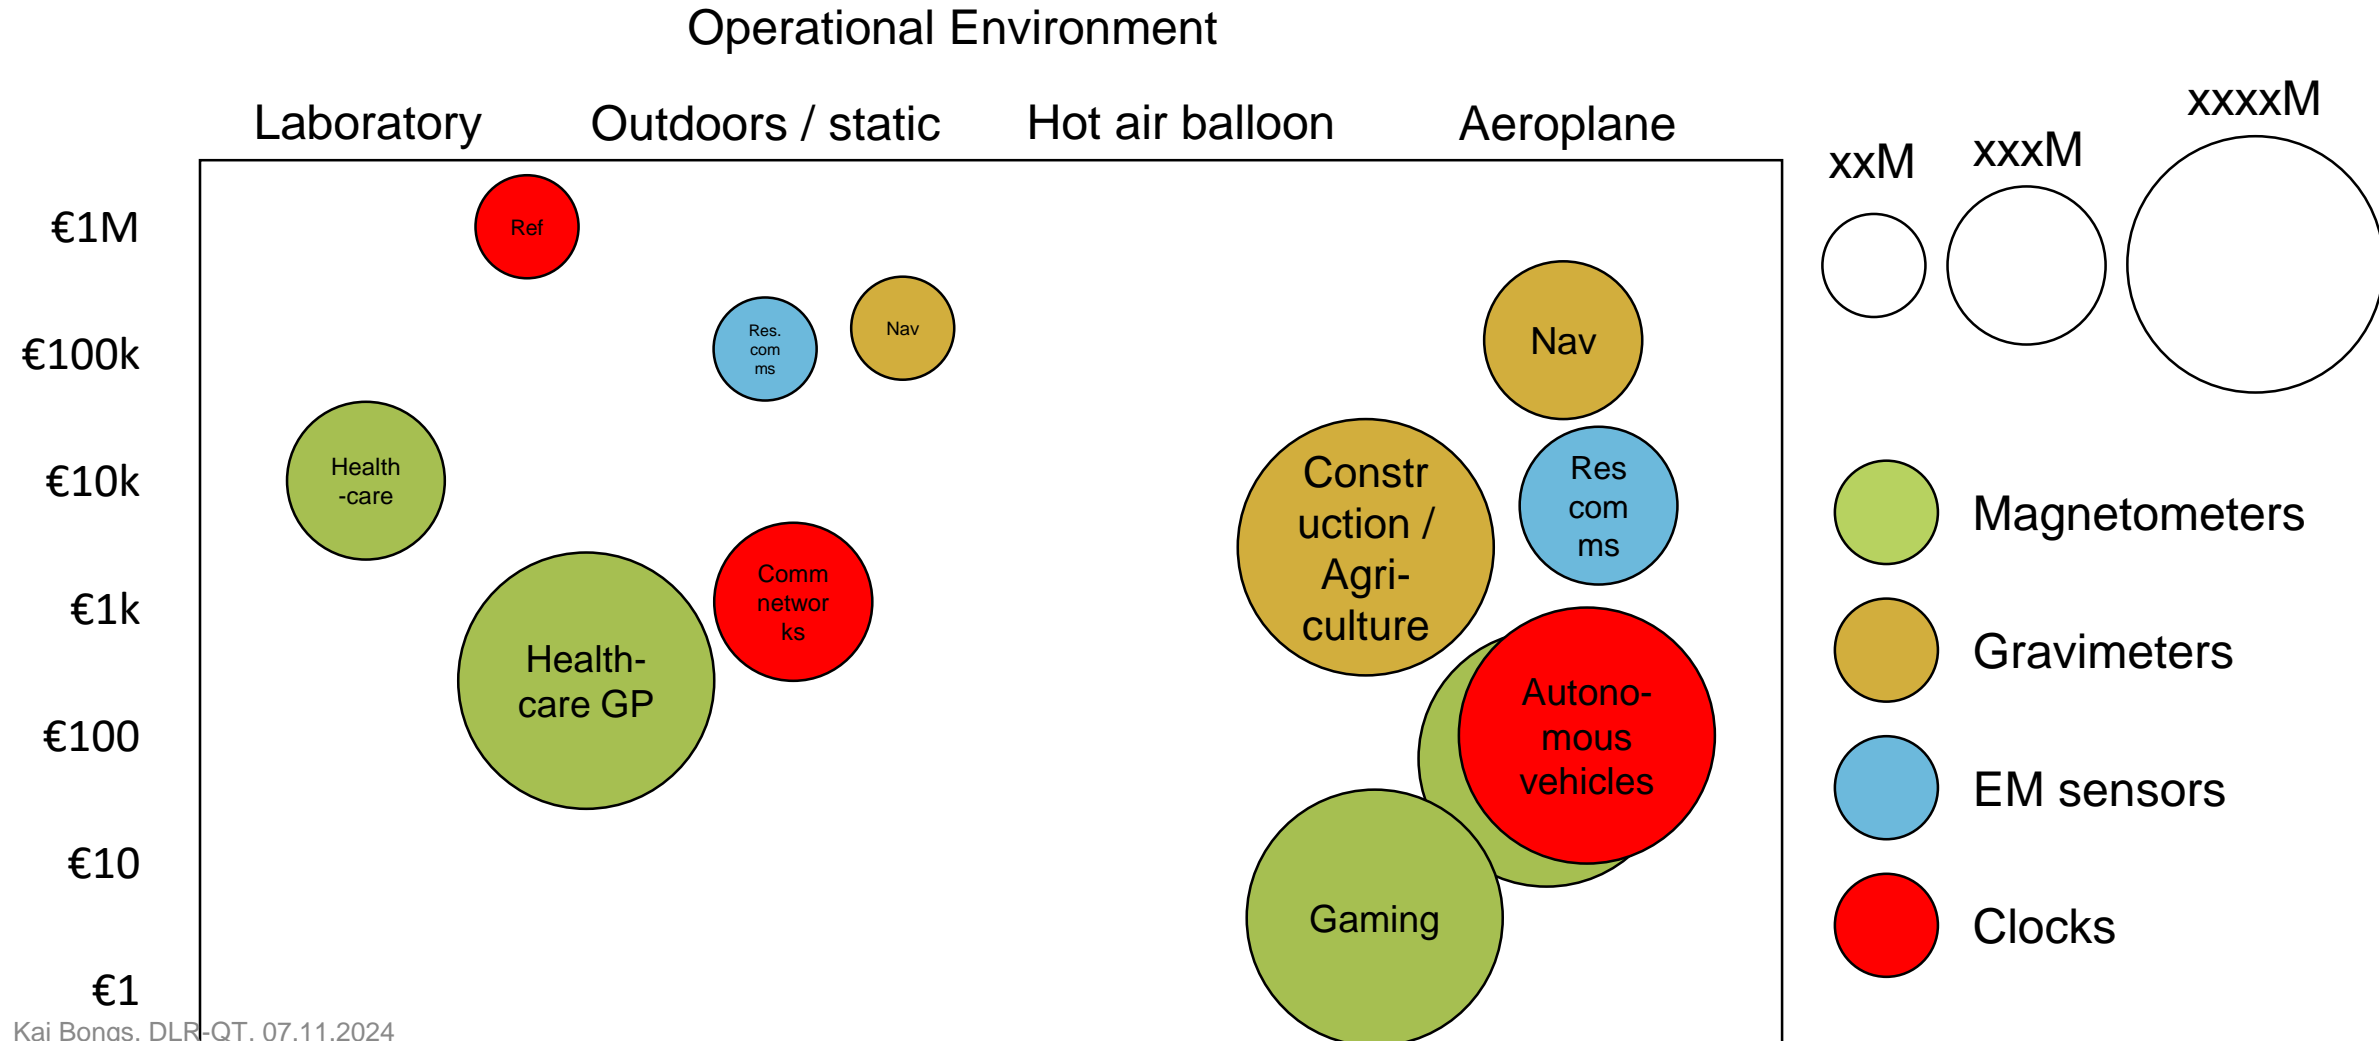 Operational Environment
Laboratory
Outdoors / static
Hot air balloon
Aeroplane
€1M
€100k
€10k
€1k
€100
€10
€1
Ref
Res.
com
ms
Nav
Nav
Health
-care
Constr
uction /
Agri-
culture
Res
com
ms
Comm
networ
ks
Health-
care GP
Autono-
mous
vehicles
Gaming
xxM
xxxM
xxxxM
Magnetometers
Gravimeters
EM sensors
Clocks
Kai Bongs, DLR-QT, 07.11.2024